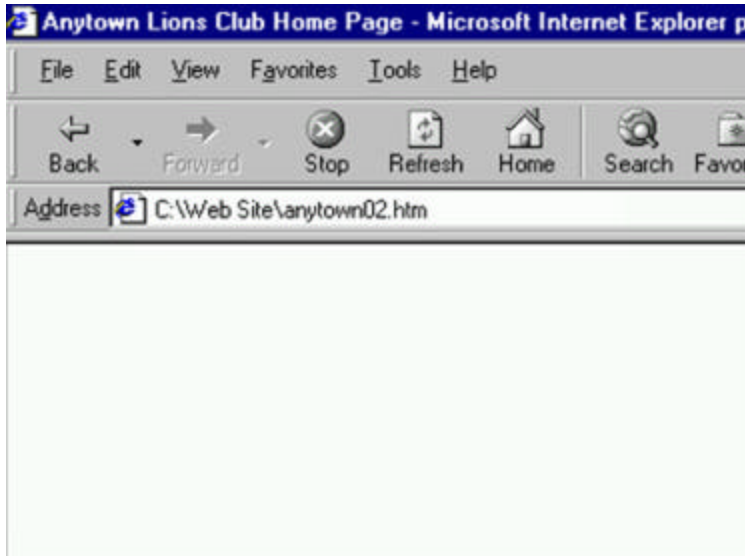 Anytown Lions Club Home Page - Microsoft Internet Explorer p
File Edit View Favorites Tools Help
Back Forward Stop Refresh Home Search Favor
Address C:\Web Site\anytown02.htm